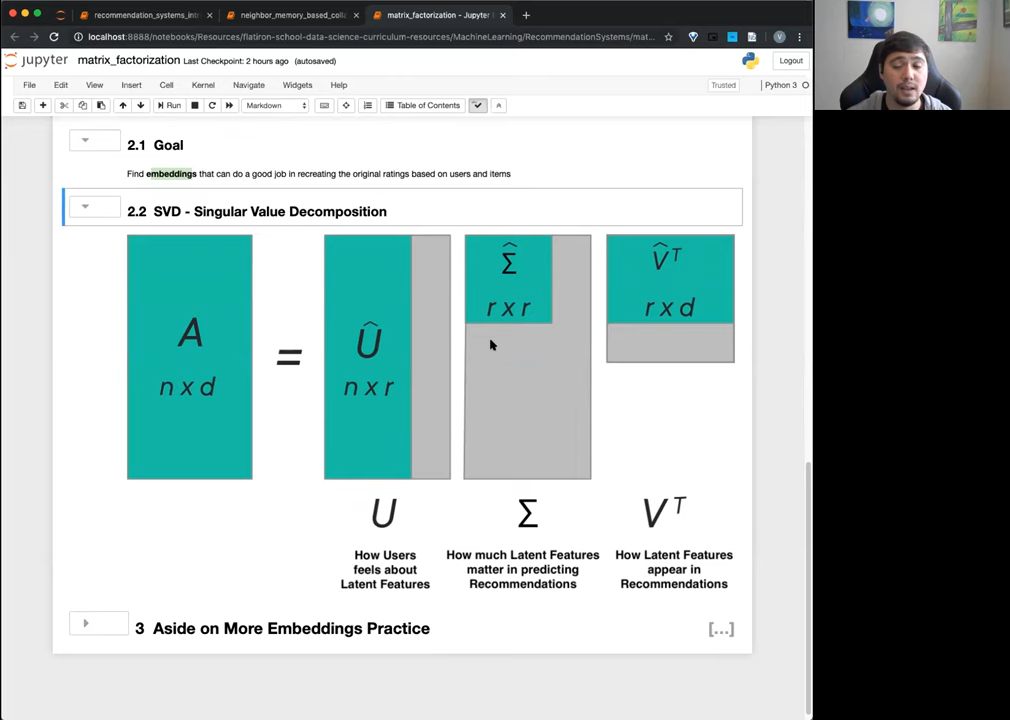 recommendation_systems_intr
neighbor_memory_based_colla
matrix_factorization - Jupyter
localhost:8888/notebooks/Resources/flatiron-school-data-science-curriculum-resources/MachineLearning/RecommendationSystems/mat...
jupyter matrix_factorization Last Checkpoint: 2 hours ago (autosaved)
Logout
File Edit View Insert Cell Kernel Navigate Widgets Help
Trusted
Python 3
Run
Markdown
Table of Contents
2.1 Goal
Find embeddings that can do a good job in recreating the original ratings based on users and items
2.2 SVD - Singular Value Decomposition
A
n x d
=
Û
n x r
Σ̂
r x r
V̂ᵀ
r x d
U
Σ
Vᵀ
How Users
feels about
Latent Features
How much Latent Features
matter in predicting
Recommendations
How Latent Features
appear in
Recommendations
3 Aside on More Embeddings Practice
[...]